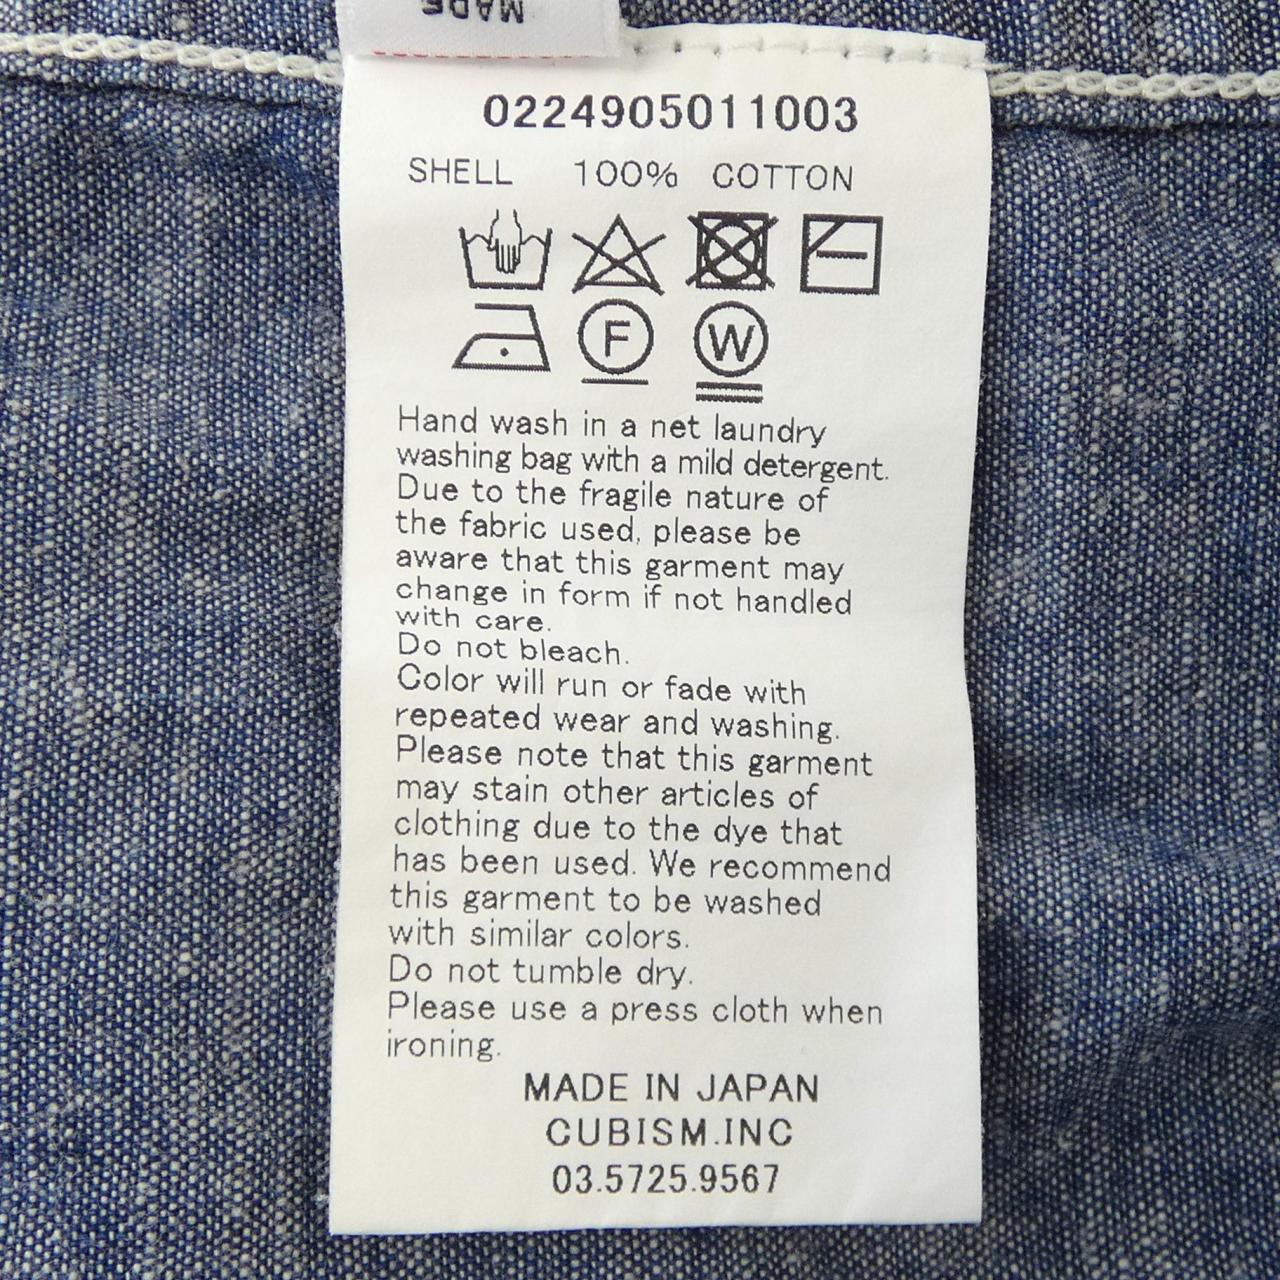 MADE
0224905011003
SHELL 100% COTTON
F W
Hand wash in a net laundry
washing bag with a mild detergent.
Due to the fragile nature of
the fabric used, please be
aware that this garment may
change in form if not handled
with care.
Do not bleach.
Color will run or fade with
repeated wear and washing.
Please note that this garment
may stain other articles of
clothing due to the dye that
has been used. We recommend
this garment to be washed
with similar colors.
Do not tumble dry.
Please use a press cloth when
ironing.
MADE IN JAPAN
CUBISM.INC
03.5725.9567